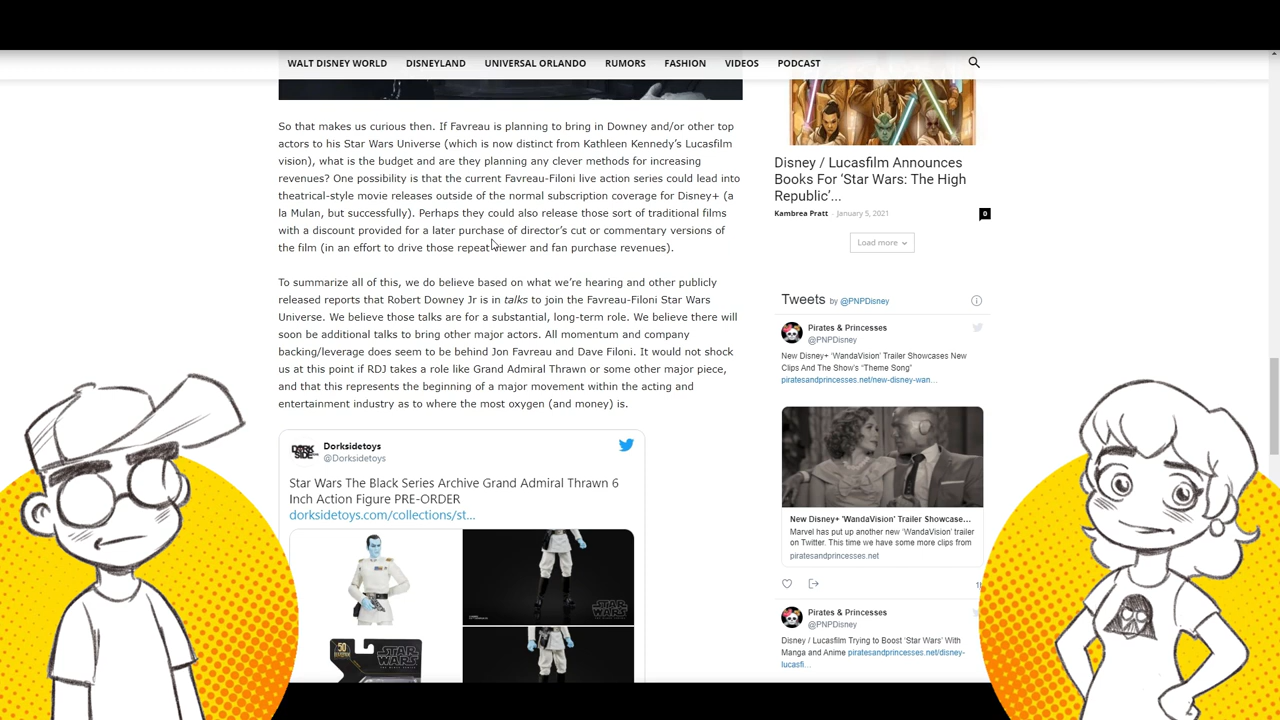 WALT DISNEY WORLD DISNEYLAND UNIVERSAL ORLANDO RUMORS FASHION VIDEOS PODCAST
So that makes us curious then. If Favreau is planning to bring in Downey and/or other top
actors to his Star Wars Universe (which is now distinct from Kathleen Kennedy's Lucasfilm
vision), what is the budget and are they planning any clever methods for increasing
revenues? One possibility is that the current Favreau-Filoni live action series could lead into
theatrical-style movie releases outside of the normal subscription coverage for Disney+ (a
la Mulan, but successfully). Perhaps they could also release those sort of traditional films
with a discount provided for a later purchase of director's cut or commentary versions of
the film (in an effort to drive those repeat viewer and fan purchase revenues).
To summarize all of this, we do believe based on what we're hearing and other publicly
released reports that Robert Downey Jr is in talks to join the Favreau-Filoni Star Wars
Universe. We believe those talks are for a substantial, long-term role. We believe there will
soon be additional talks to bring other major actors. All momentum and company
backing/leverage does seem to be behind Jon Favreau and Dave Filoni. It would not shock
us at this point if RDJ takes a role like Grand Admiral Thrawn or some other major piece,
and that this represents the beginning of a major movement within the acting and
entertainment industry as to where the most oxygen (and money) is.
DORK
SIDE
Dorksidetoys
@Dorksidetoys
Star Wars The Black Series Archive Grand Admiral Thrawn 6
Inch Action Figure PRE-ORDER
dorksidetoys.com/collections/st...
STAR
WARS
50
STAR
WARS
STAR
WARS
Disney / Lucasfilm Announces
Books For 'Star Wars: The High
Republic'...
Kambrea Pratt - January 5, 2021
0
Load more
Tweets by @PNPDisney
Pirates & Princesses
@PNPDisney
New Disney+ 'WandaVision' Trailer Showcases New
Clips And The Show's "Theme Song"
piratesandprincesses.net/new-disney-wan...
New Disney+ 'WandaVision' Trailer Showcase...
Marvel has put up another new 'WandaVision' trailer
on Twitter. This time we have some more clips from
piratesandprincesses.net
Pirates & Princesses
@PNPDisney
Disney / Lucasfilm Trying to Boost 'Star Wars' With
Manga and Anime piratesandprincesses.net/disney-
lucasfi...